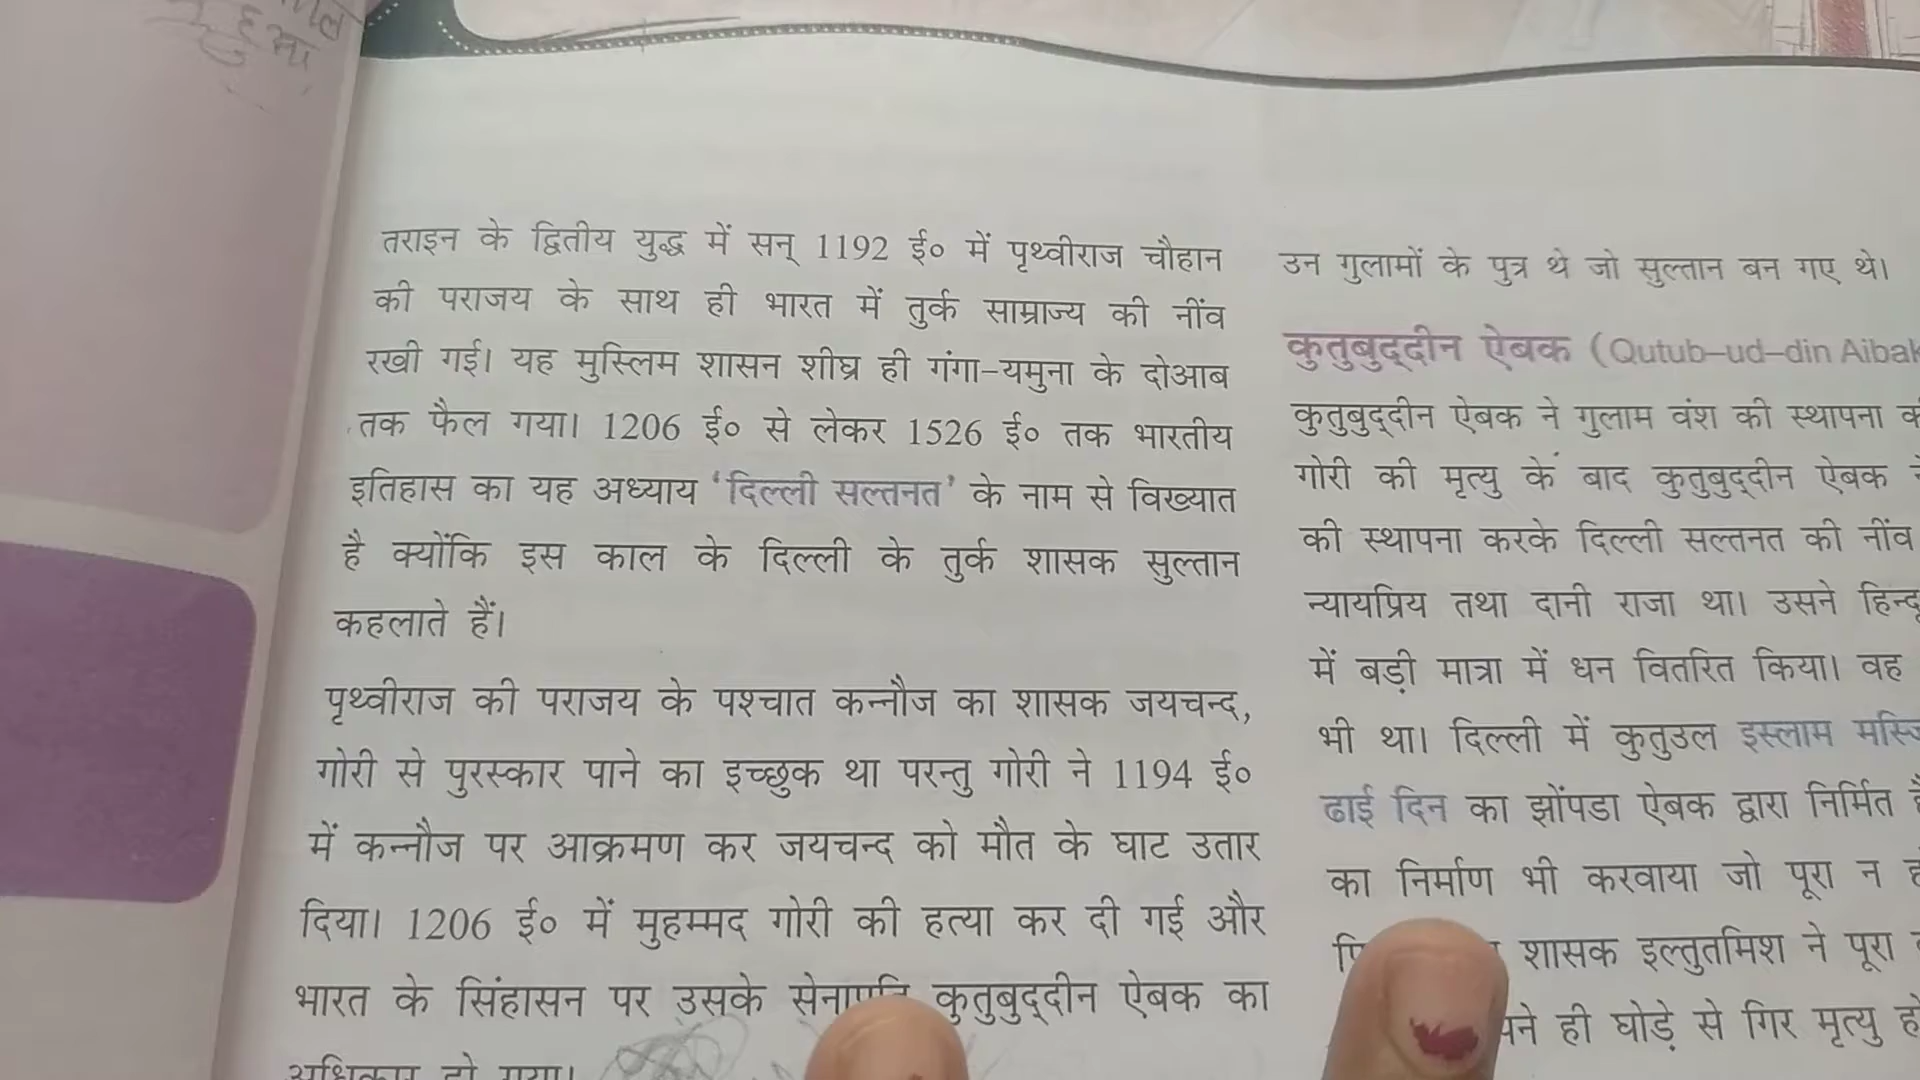 तराइन के द्वितीय युद्ध में सन् 1192 ई० में पृथ्वीराज चौहान
की पराजय के साथ ही भारत में तुर्क साम्राज्य की नींव
रखी गई। यह मुस्लिम शासन शीघ्र ही गंगा-यमुना के दोआब
तक फैल गया। 1206 ई० से लेकर 1526 ई० तक भारतीय
इतिहास का यह अध्याय ‘दिल्ली सल्तनत’ के नाम से विख्यात
है क्योंकि इस काल के दिल्ली के तुर्क शासक सुल्तान
कहलाते हैं।
पृथ्वीराज की पराजय के पश्चात कन्नौज का शासक जयचन्द,
गोरी से पुरस्कार पाने का इच्छुक था परन्तु गोरी ने 1194 ई०
में कन्नौज पर आक्रमण कर जयचन्द को मौत के घाट उतार
दिया। 1206 ई० में मुहम्मद गोरी की हत्या कर दी गई और
भारत के सिंहासन पर उसके सेनापति कुतुबुद्दीन ऐबक का
अधिकार हो गया।
उन गुलामों के पुत्र थे जो सुल्तान बन गए थे।
कुतुबुद्दीन ऐबक (Qutub-ud-din Aibak
कुतुबुद्दीन ऐबक ने गुलाम वंश की स्थापना की
गोरी की मृत्यु के बाद कुतुबुद्दीन ऐबक
की स्थापना करके दिल्ली सल्तनत की नींव
न्यायप्रिय तथा दानी राजा था। उसने हिन्दू
में बड़ी मात्रा में धन वितरित किया। वह
भी था। दिल्ली में कुतुउल इस्लाम
ढाई दिन का झोंपडा ऐबक द्वारा निर्मित
का निर्माण भी करवाया जो पूरा न
शासक इल्तुतमिश ने पूरा
ही घोड़े से गिर मृत्यु